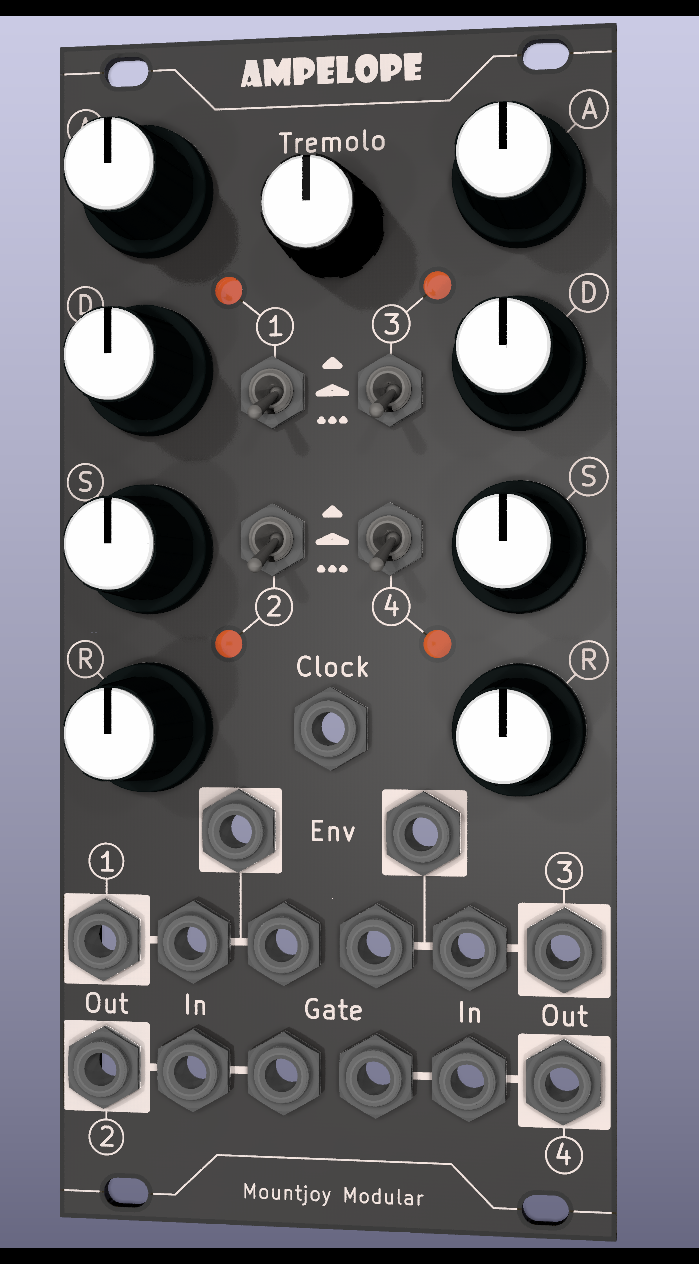 AMPELOPE
Tremolo
A
A
D
D
1
3
S
S
2
4
R
R
Clock
Env
1
3
Out
In
Gate
In
Out
2
4
Mountjoy Modular